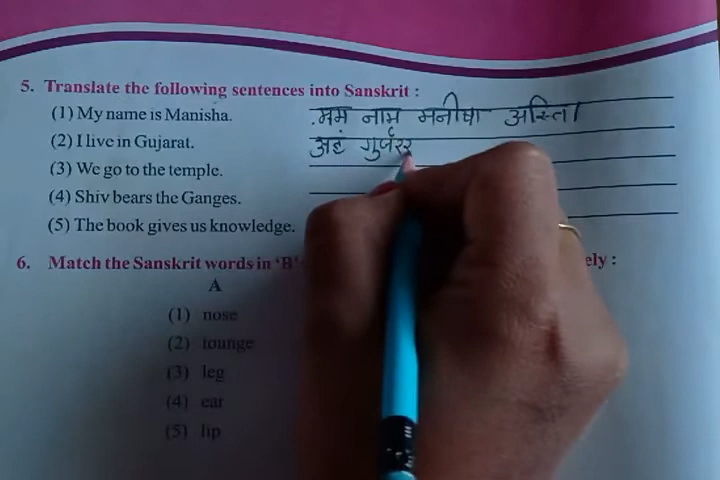 5. Translate the following sentences into Sanskrit :
(1) My name is Manisha. मम नाम मनीषा अस्ति।
(2) I live in Gujarat. अहं
(3) We go to the temple.
(4) Shiv bears the Ganges.
(5) The book gives us knowledge.
6. Match the Sanskrit words in 'B' ely :
A
(1) nose
(2) tounge
(3) leg
(4) ear
(5) lip